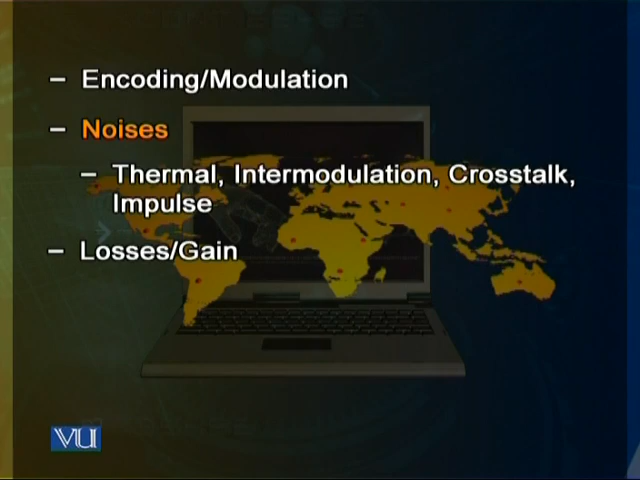 – Encoding/Modulation
– Noises
– Thermal, Intermodulation, Crosstalk,
Impulse
– Losses/Gain
VU